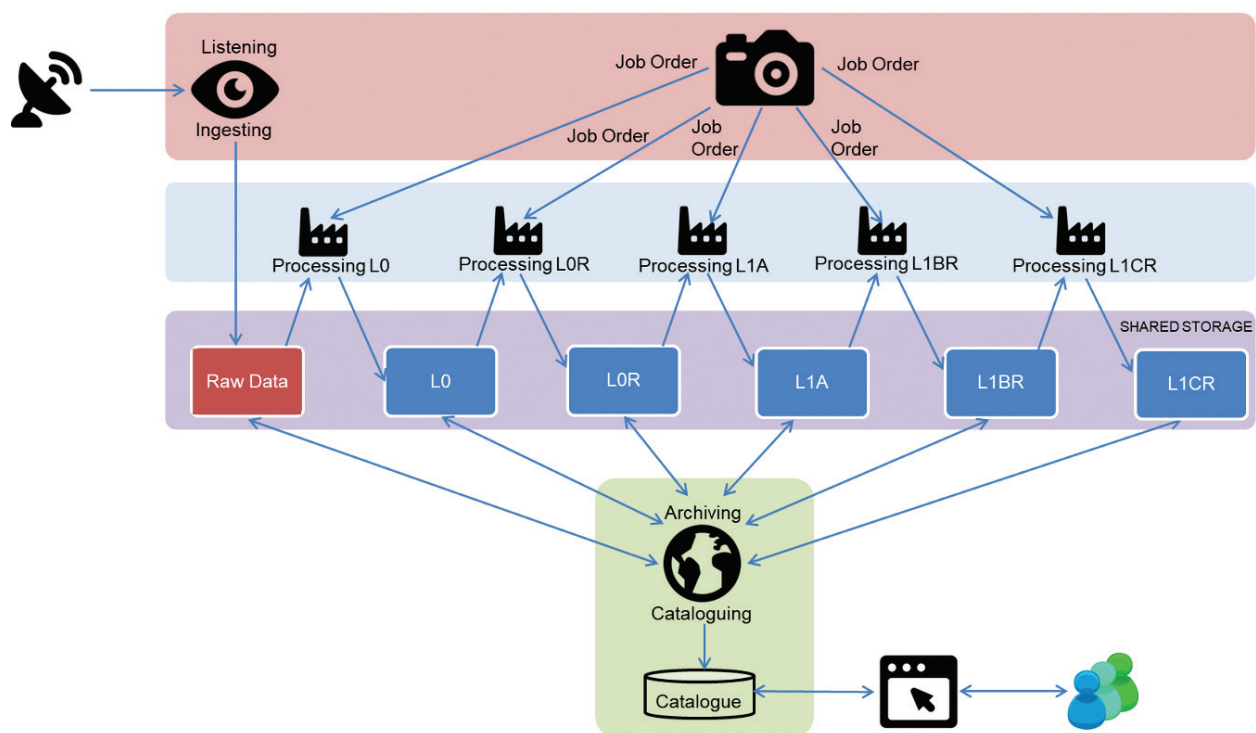 Listening
Ingesting
Job Order
Job Order
Job Order
Job
Order
Job
Order
Processing L0
Processing L0R
Processing L1A
Processing L1BR
Processing L1CR
SHARED STORAGE
Raw Data
L0
L0R
L1A
L1BR
L1CR
Archiving
Cataloguing
Catalogue